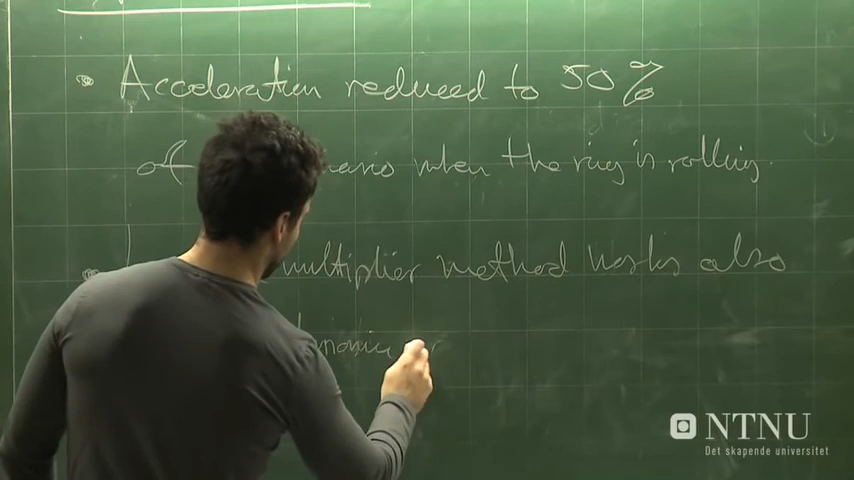 • Acceleration reduced to 50%
of when the ring is rolling.
• multiplier method works also
NTNU
Det skapende universitet